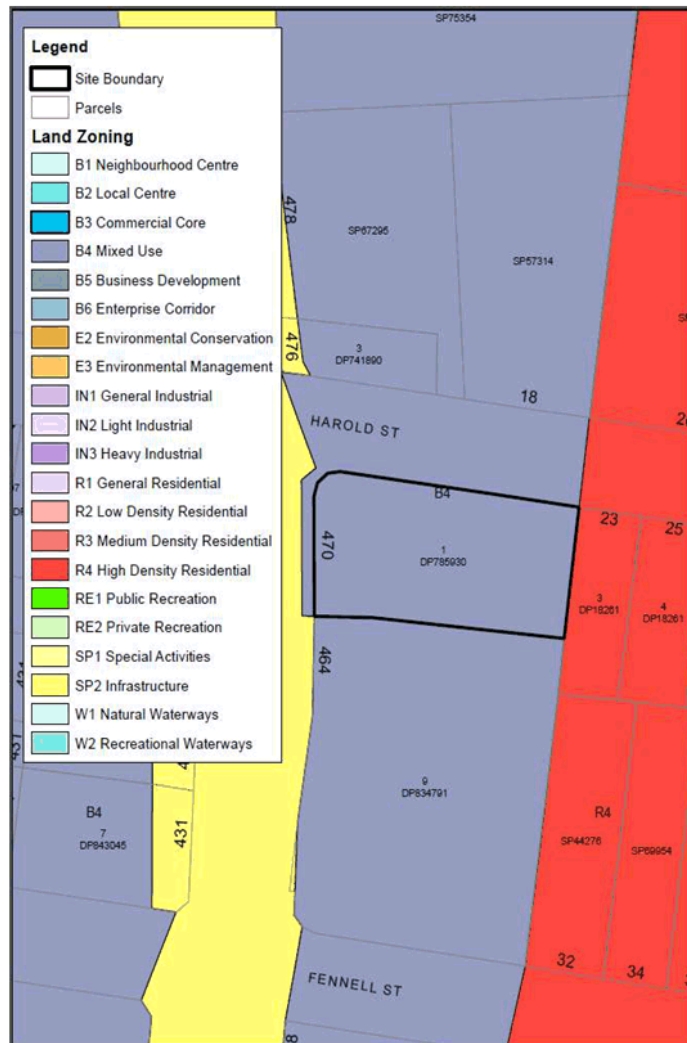 SP75354
Legend
Site Boundary
Parcels
Land Zoning
B1 Neighbourhood Centre
B2 Local Centre
B3 Commercial Core
B4 Mixed Use
B5 Business Development
B6 Enterprise Corridor
E2 Environmental Conservation
E3 Environmental Management
IN1 General Industrial
IN2 Light Industrial
IN3 Heavy Industrial
R1 General Residential
R2 Low Density Residential
R3 Medium Density Residential
R4 High Density Residential
RE1 Public Recreation
RE2 Private Recreation
SP1 Special Activities
SP2 Infrastructure
W1 Natural Waterways
W2 Recreational Waterways
478
SP67295
SP57314
476
3
DP741890
18
HAROLD ST
B4
470
1
DP785930
23
25
3
DP18261
4
DP18261
464
9
DP834791
B4
7
DP843045
431
431
R4
SP44276
SP69954
32
34
FENNELL ST